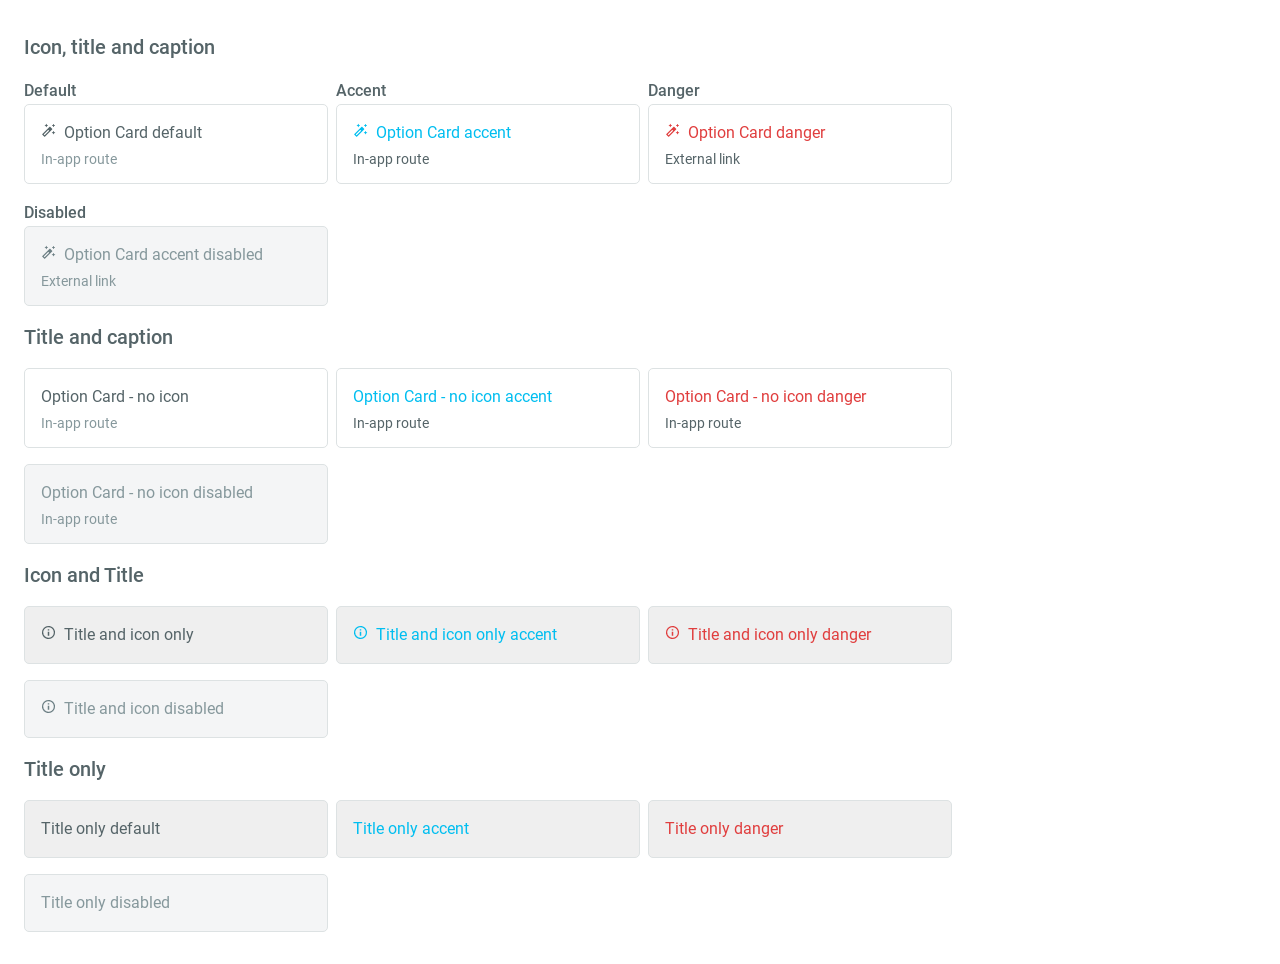 Icon, title and caption
Default
Accent
Danger
Option Card default
Option Card accent
Option Card danger
In-app route
In-app route
External link
Disabled
Option Card accent disabled
External link
Title and caption
Option Card - no icon
Option Card - no icon accent
Option Card - no icon danger
In-app route
In-app route
In-app route
Option Card - no icon disabled
In-app route
Icon and Title
Title and icon only
Title and icon only accent
Title and icon only danger
Title and icon disabled
Title only
Title only default
Title only accent
Title only danger
Title only disabled